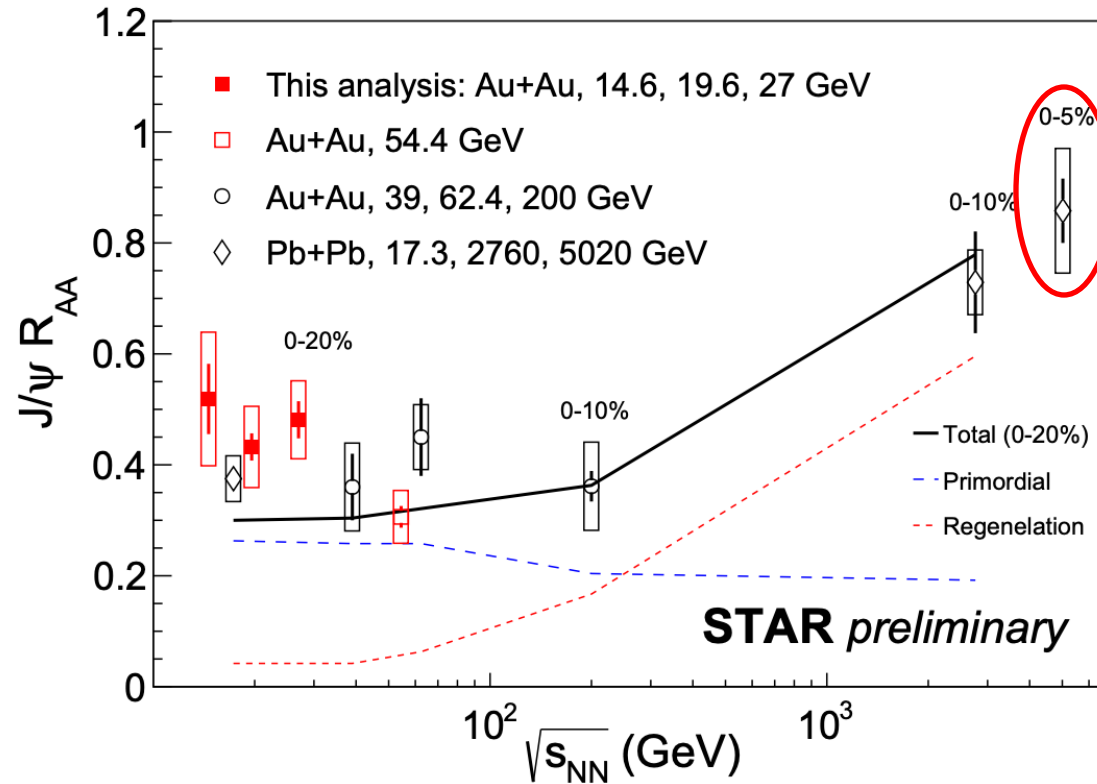 1.2
1
0.8
0.6
0.4
0.2
0
J/ψ R_AA
This analysis: Au+Au, 14.6, 19.6, 27 GeV
Au+Au, 54.4 GeV
Au+Au, 39, 62.4, 200 GeV
Pb+Pb, 17.3, 2760, 5020 GeV
0-5%
0-10%
0-20%
0-10%
Total (0-20%)
Primordial
Regenelation
STAR preliminary
10²
10³
√s_NN (GeV)